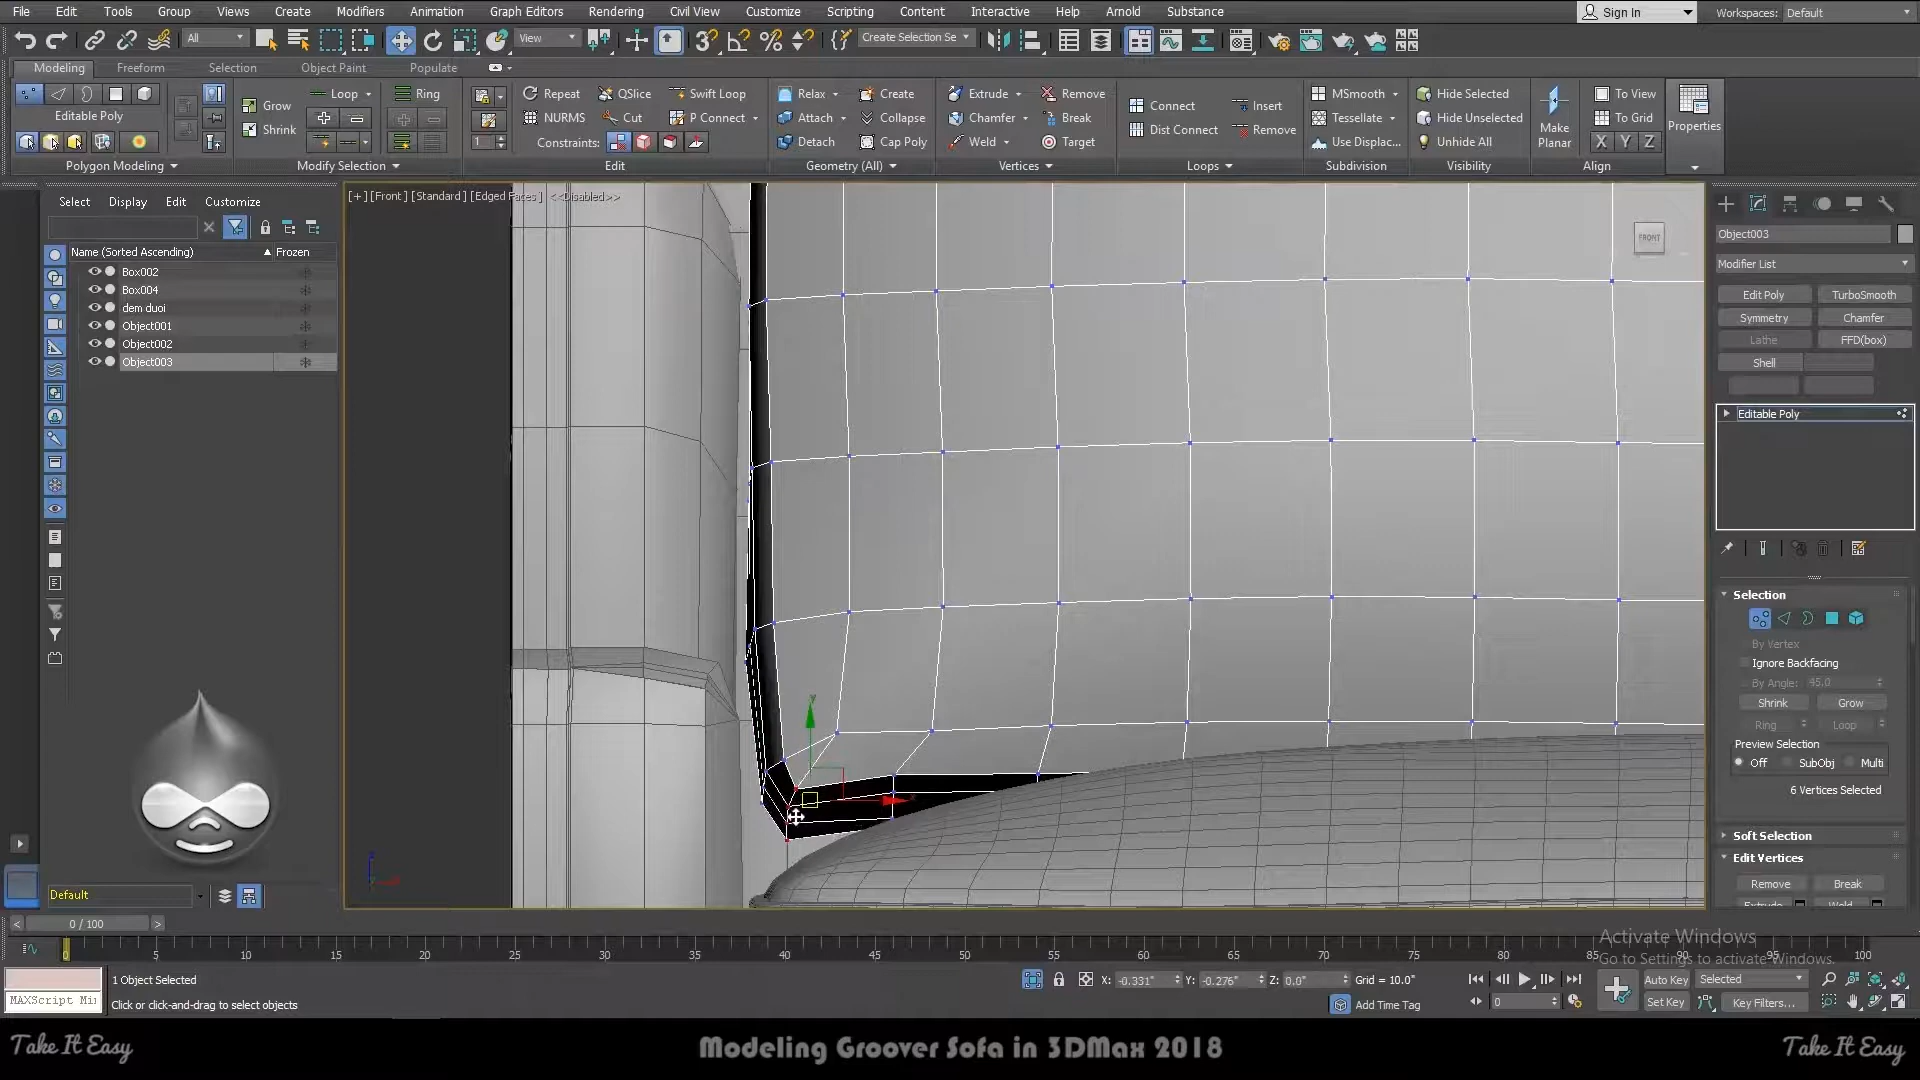 File Edit Tools Group Views Create Modifiers Animation Graph Editors Rendering Civil View Customize Scripting Content Interactive Help Arnold Substance Sign In Workspaces: Default
All View Create Selection Se
Modeling Freeform Selection Object Paint Populate
Grow Loop Ring Repeat QSlice Swift Loop Relax Create Extrude Remove Connect Insert MSmooth Hide Selected To View
Editable Poly Shrink NURMS Cut P Connect Attach Collapse Chamfer Break Dist Connect Remove Tessellate Hide Unselected Make Planar To Grid Properties
1 Constraints: Detach Cap Poly Weld Target Use Displac... Unhide All X Y Z
Polygon Modeling Modify Selection Edit Geometry (All) Vertices Loops Subdivision Visibility Align
Select Display Edit Customize
[+] [Front] [Standard] [Edged Faces] <<Disabled>>
FRONT
Name (Sorted Ascending) Frozen
Box002
Box004
dem duoi
Object001
Object002
Object003
Object003
Modifier List
Edit Poly TurboSmooth
Symmetry Chamfer
Lathe FFD(box)
Shell
Editable Poly
Selection
By Vertex
Ignore Backfacing
By Angle: 45.0
Shrink Grow
Ring Loop
Preview Selection
Off SubObj Multi
6 Vertices Selected
Soft Selection
Edit Vertices
Remove Break
Extrude Weld
Default
< 0 / 100 >
0 5 10 15 20 25 30 35 40 45 50 55 60 65 70 75 80 85 90 95 100
Activate Windows
Go to Settings to activate Windows.
MAXScript Mi
1 Object Selected
Click or click-and-drag to select objects
X: -0.331" Y: -0.276" Z: 0.0" Grid = 10.0"
Add Time Tag
0
Auto Key Selected
Set Key Key Filters...
Take It Easy
Modeling Groover Sofa in 3DMax 2018
Take It Easy